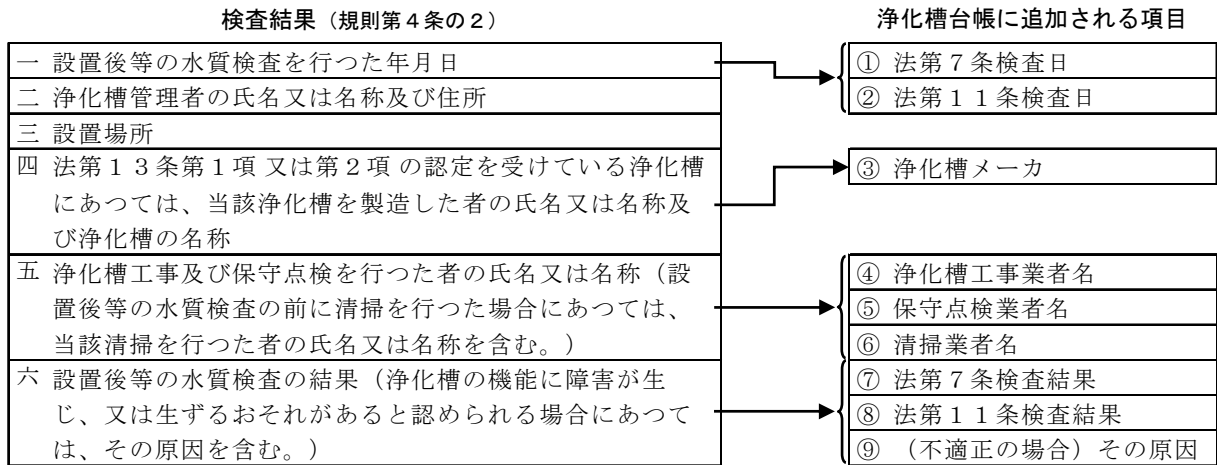 検査結果（規則第４条の２）
一 設置後等の水質検査を行つた年月日
二 浄化槽管理者の氏名又は名称及び住所
三 設置場所
四 法第１３条第１項 又は第２項 の認定を受けている浄化槽
にあつては、当該浄化槽を製造した者の氏名又は名称及
び浄化槽の名称
五 浄化槽工事及び保守点検を行つた者の氏名又は名称（設
置後等の水質検査の前に清掃を行つた場合にあつては、
当該清掃を行つた者の氏名又は名称を含む。）
六 設置後等の水質検査の結果（浄化槽の機能に障害が生
じ、又は生ずるおそれがあると認められる場合にあつて
は、その原因を含む。）
浄化槽台帳に追加される項目
① 法第７条検査日
② 法第１１条検査日
③ 浄化槽メーカ
④ 浄化槽工事業者名
⑤ 保守点検業者名
⑥ 清掃業者名
⑦ 法第７条検査結果
⑧ 法第１１条検査結果
⑨ （不適正の場合）その原因